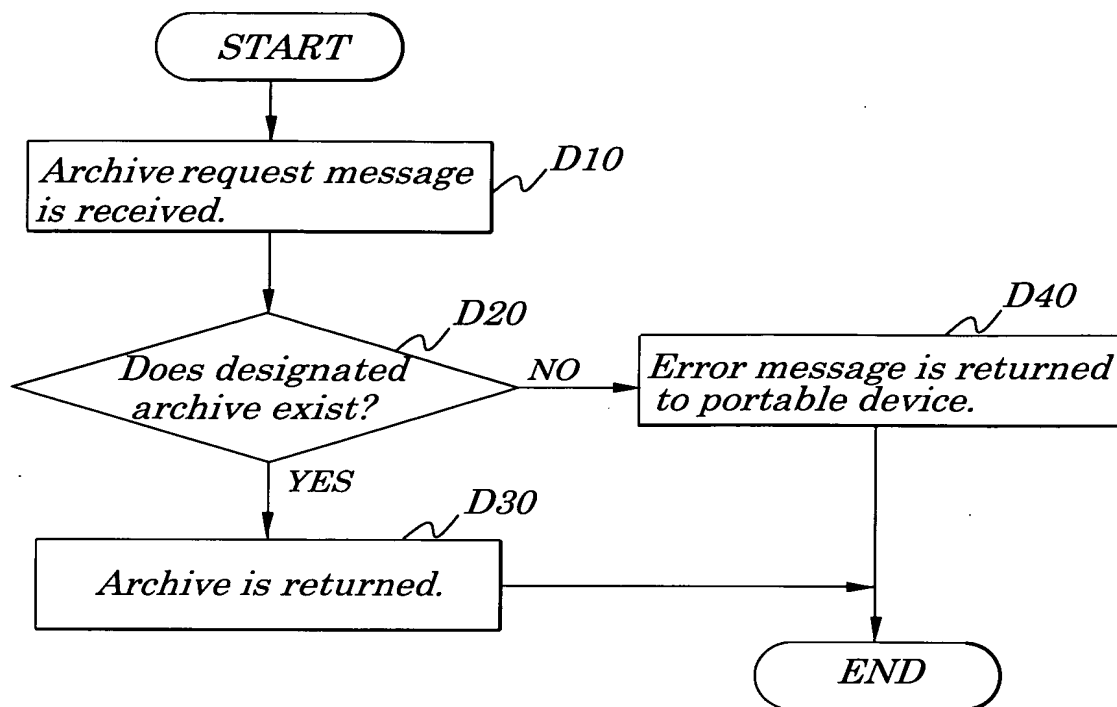 START
Archive request message
is received.
D10
D20
Does designated
archive exist?
NO
D40
Error message is returned
to portable device.
YES
D30
Archive is returned.
END